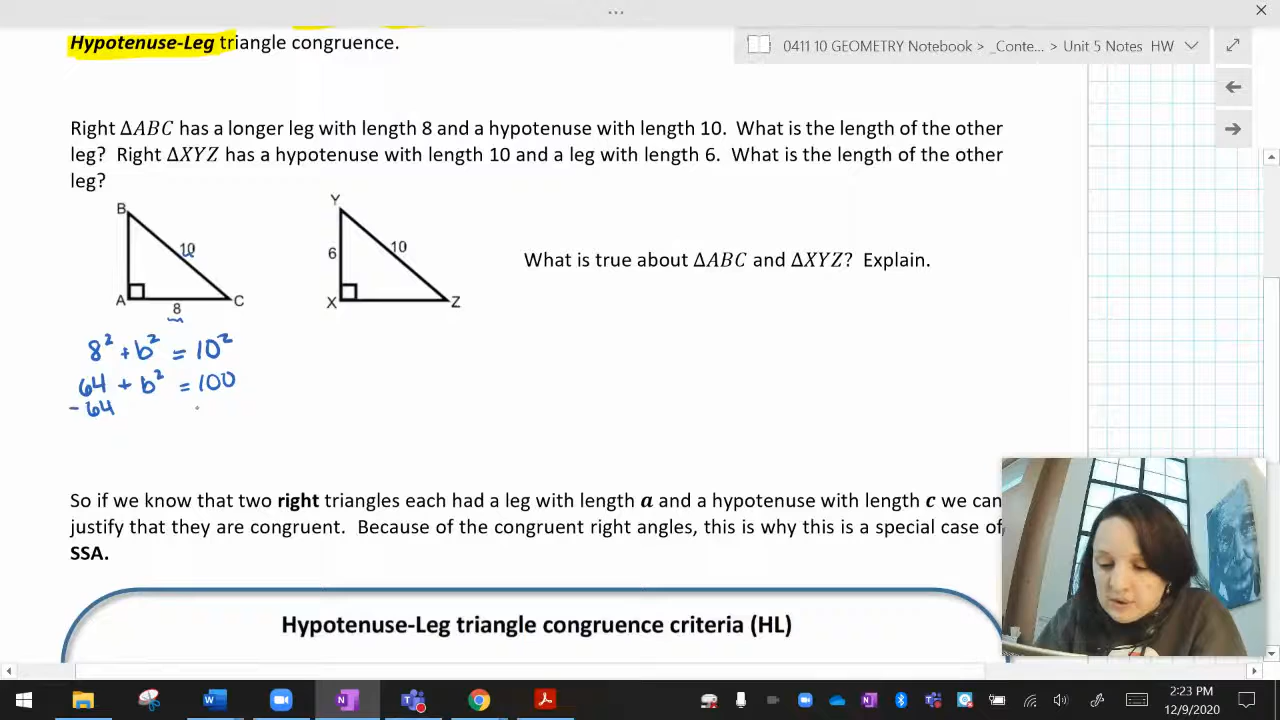 Hypotenuse-Leg triangle congruence.
0411 10 GEOMETRY Notebook > _Conte... > Unit 5 Notes HW
Right ΔABC has a longer leg with length 8 and a hypotenuse with length 10. What is the length of the other
leg? Right ΔXYZ has a hypotenuse with length 10 and a leg with length 6. What is the length of the other
leg?
B
10
A
8
C
Y
6
10
X
Z
What is true about ΔABC and ΔXYZ? Explain.
8² + b² = 10²
64 + b² = 100
- 64
So if we know that two right triangles each had a leg with length a and a hypotenuse with length c we can
justify that they are congruent. Because of the congruent right angles, this is why this is a special case of
SSA.
Hypotenuse-Leg triangle congruence criteria (HL)
2:23 PM
12/9/2020